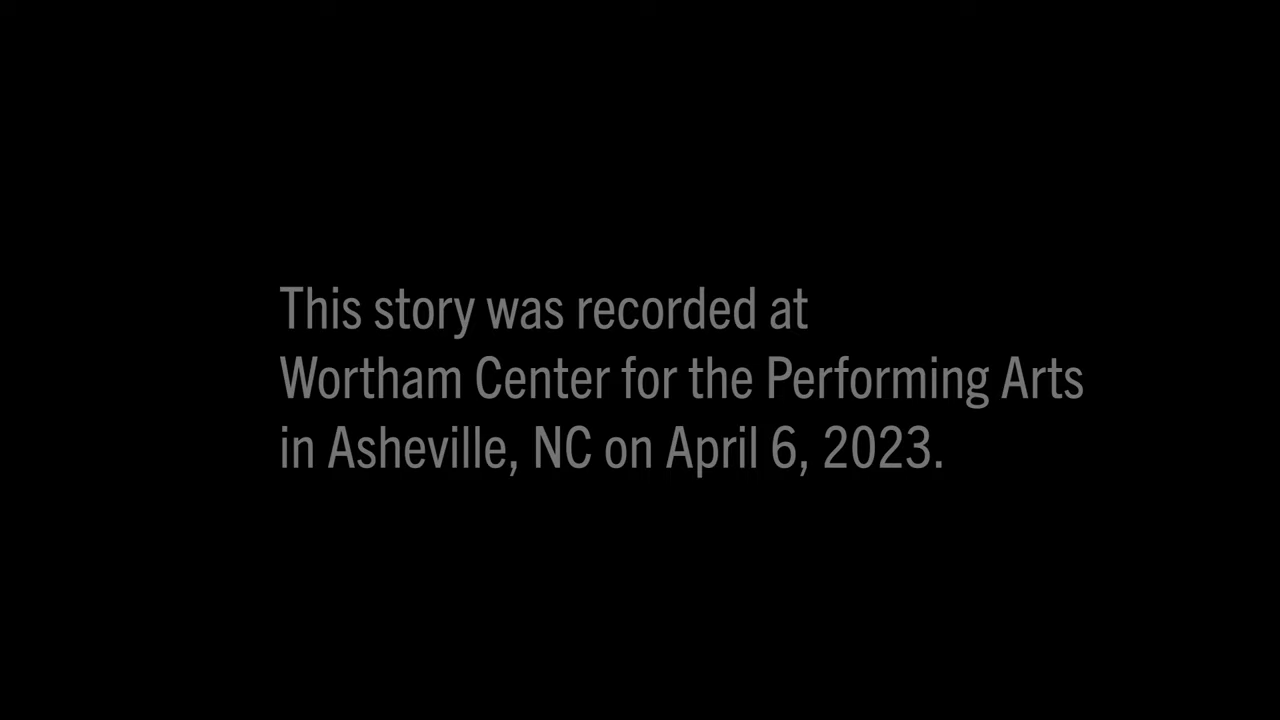 This story was recorded at
Wortham Center for the Performing Arts
in Asheville, NC on April 6, 2023.